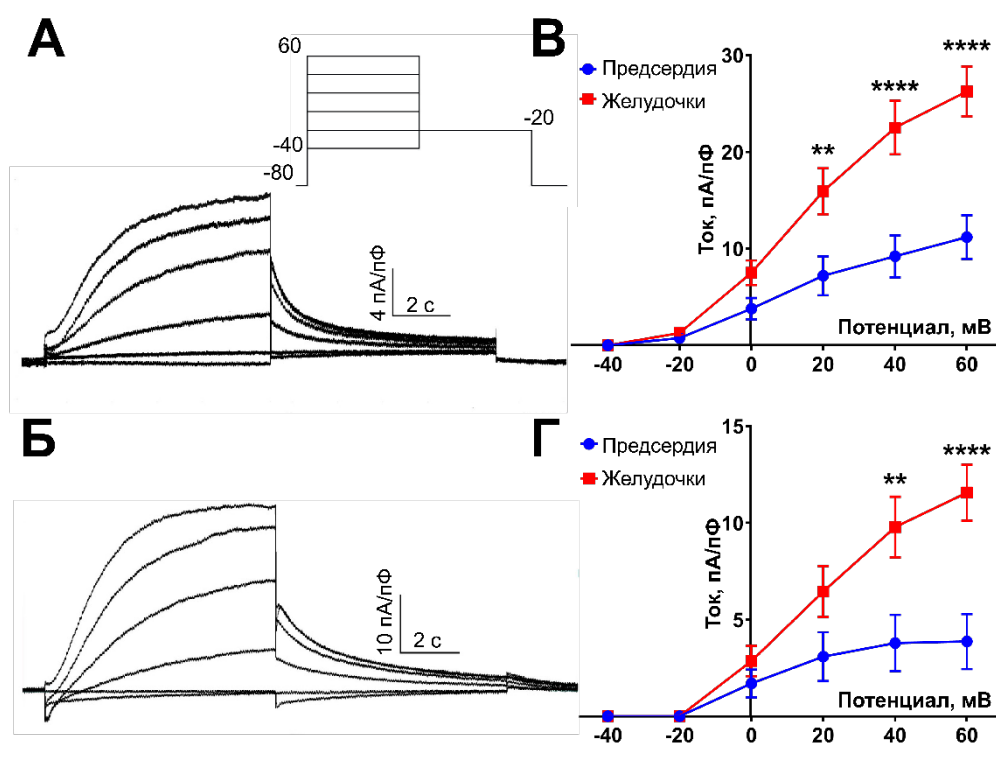 А
60
-40
-80
-20
4 пА/пФ
2 с
В
Предсердия
Желудочки
30
20
10
Ток, пА/пФ
**
****
****
Потенциал, мВ
-40 -20 0 20 40 60
Б
10 пА/пФ
2 с
Г
Предсердия
Желудочки
15
10
5
Ток, пА/пФ
**
****
Потенциал, мВ
-40 -20 0 20 40 60